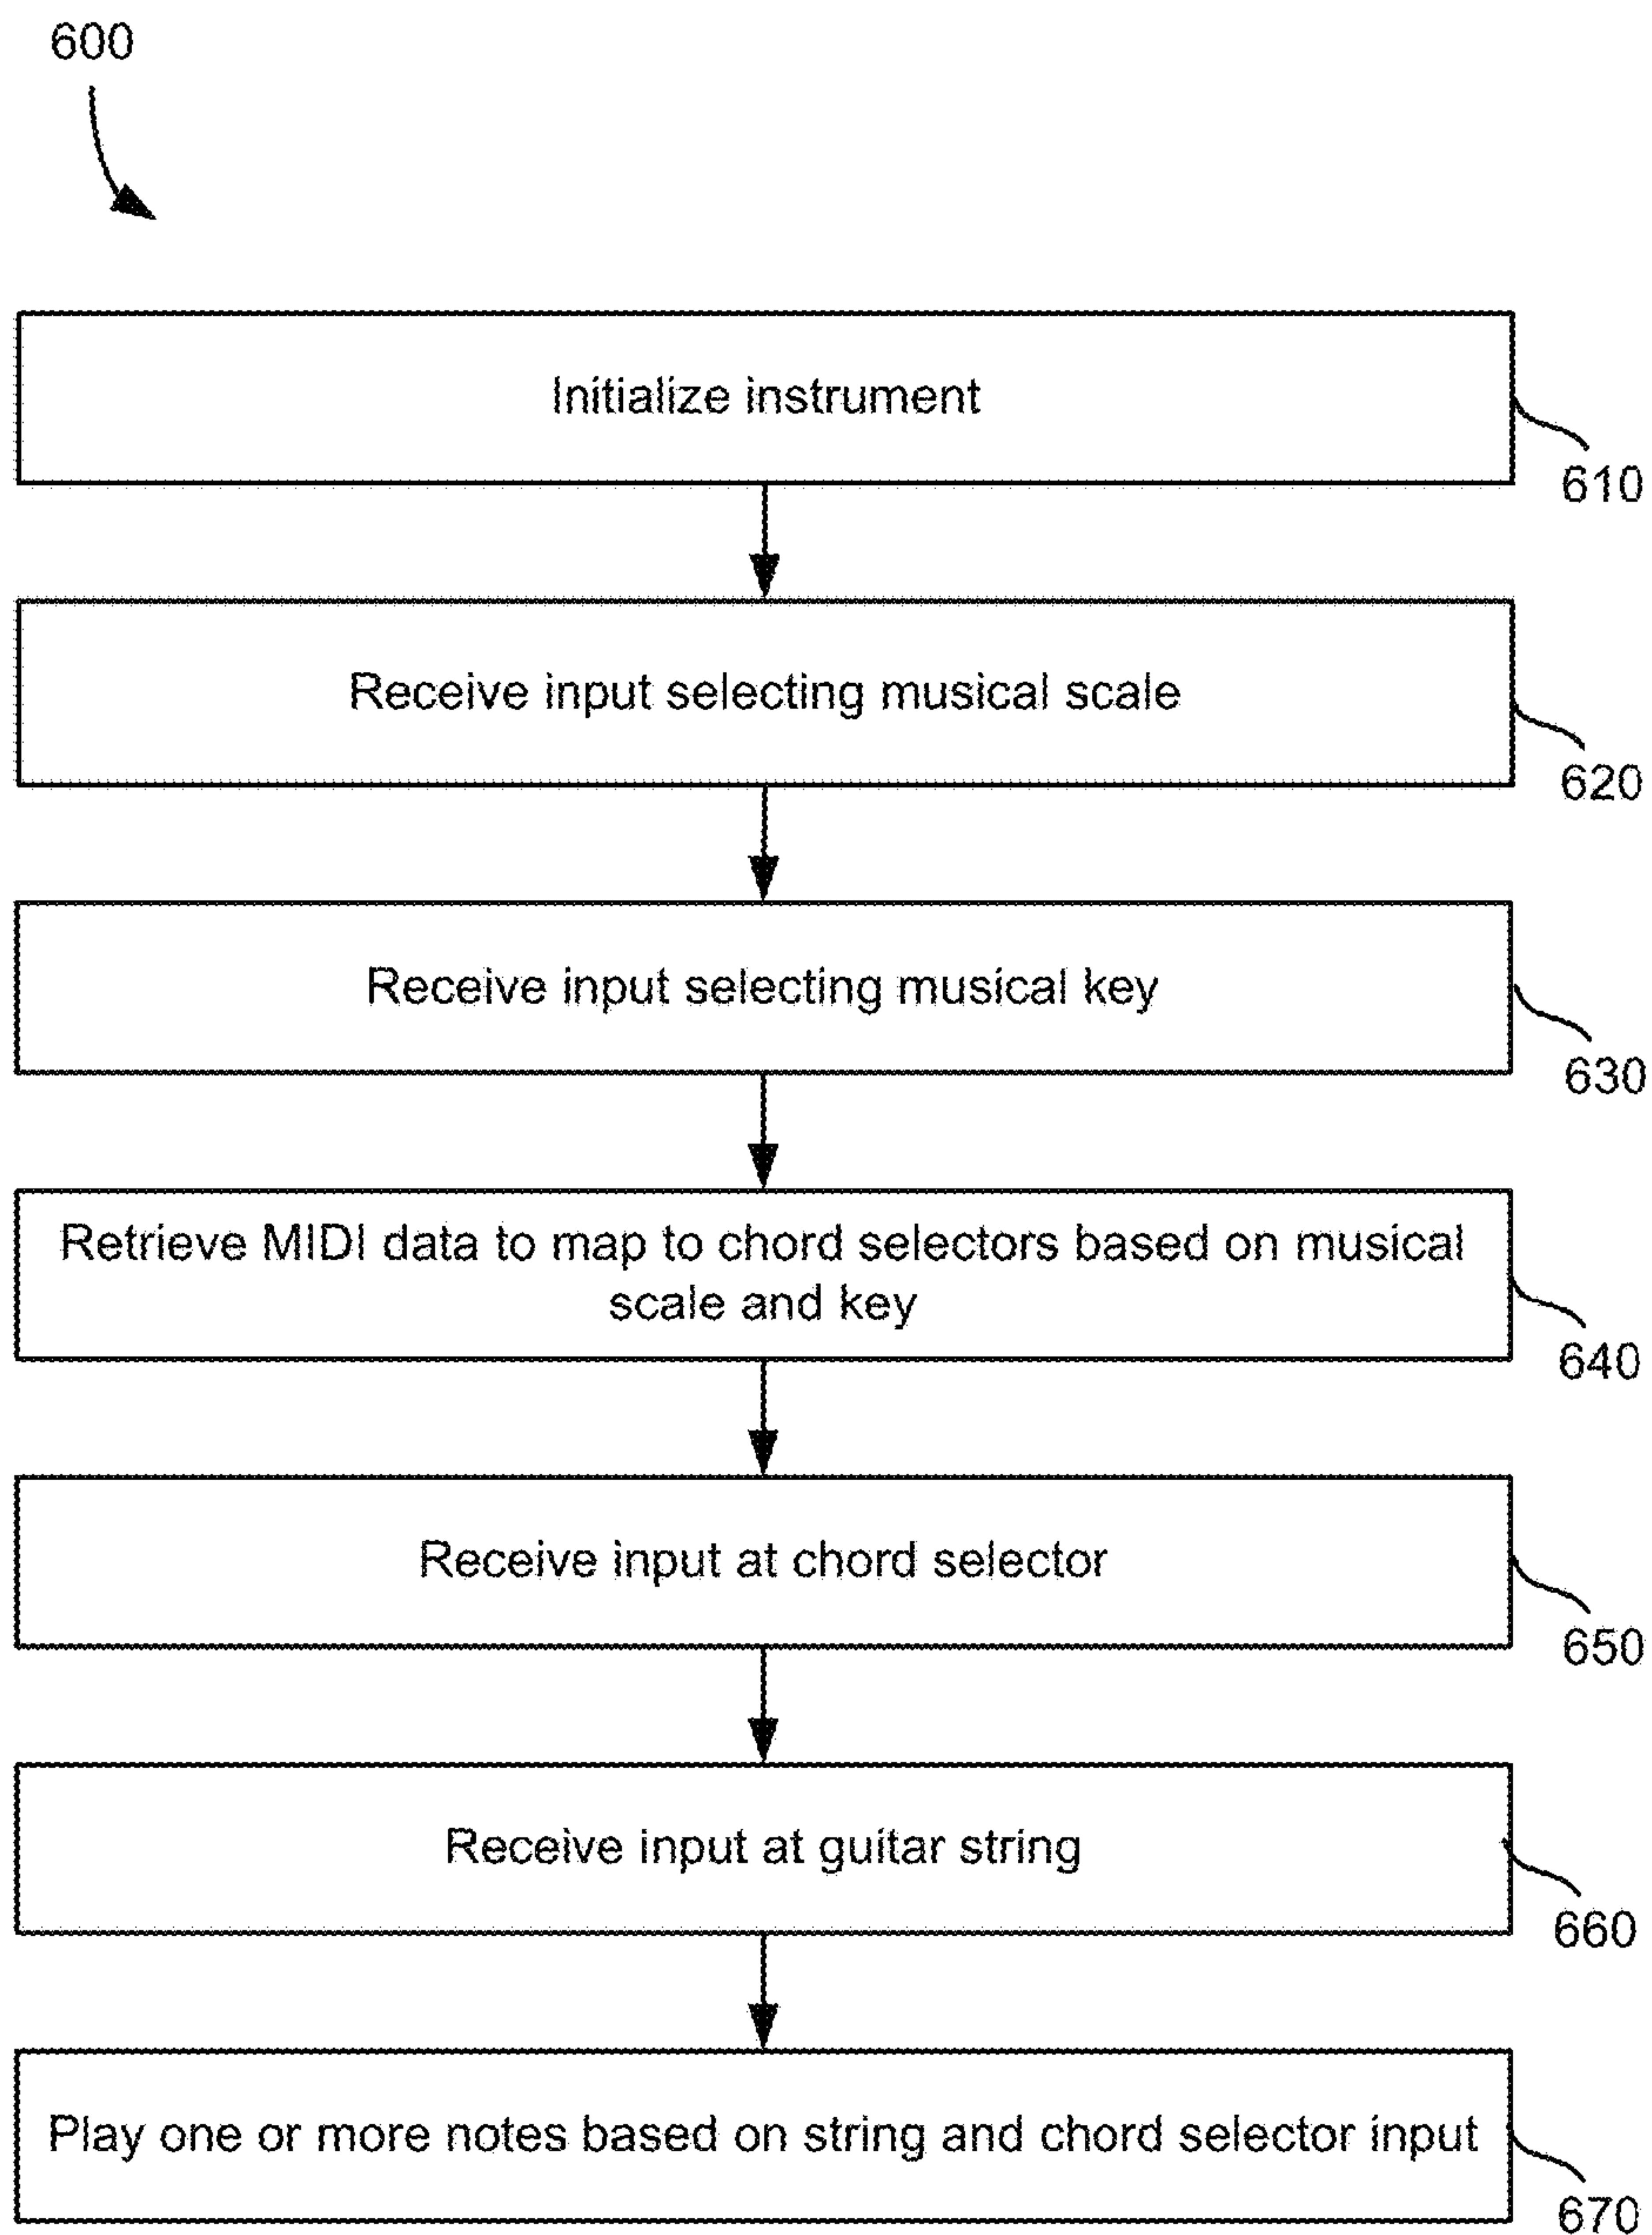 600
Initialize instrument
610
Receive input selecting musical scale
620
Receive input selecting musical key
630
Retrieve MIDI data to map to chord selectors based on musical
scale and key
640
Receive input at chord selector
650
Receive input at guitar string
660
Play one or more notes based on string and chord selector input
670